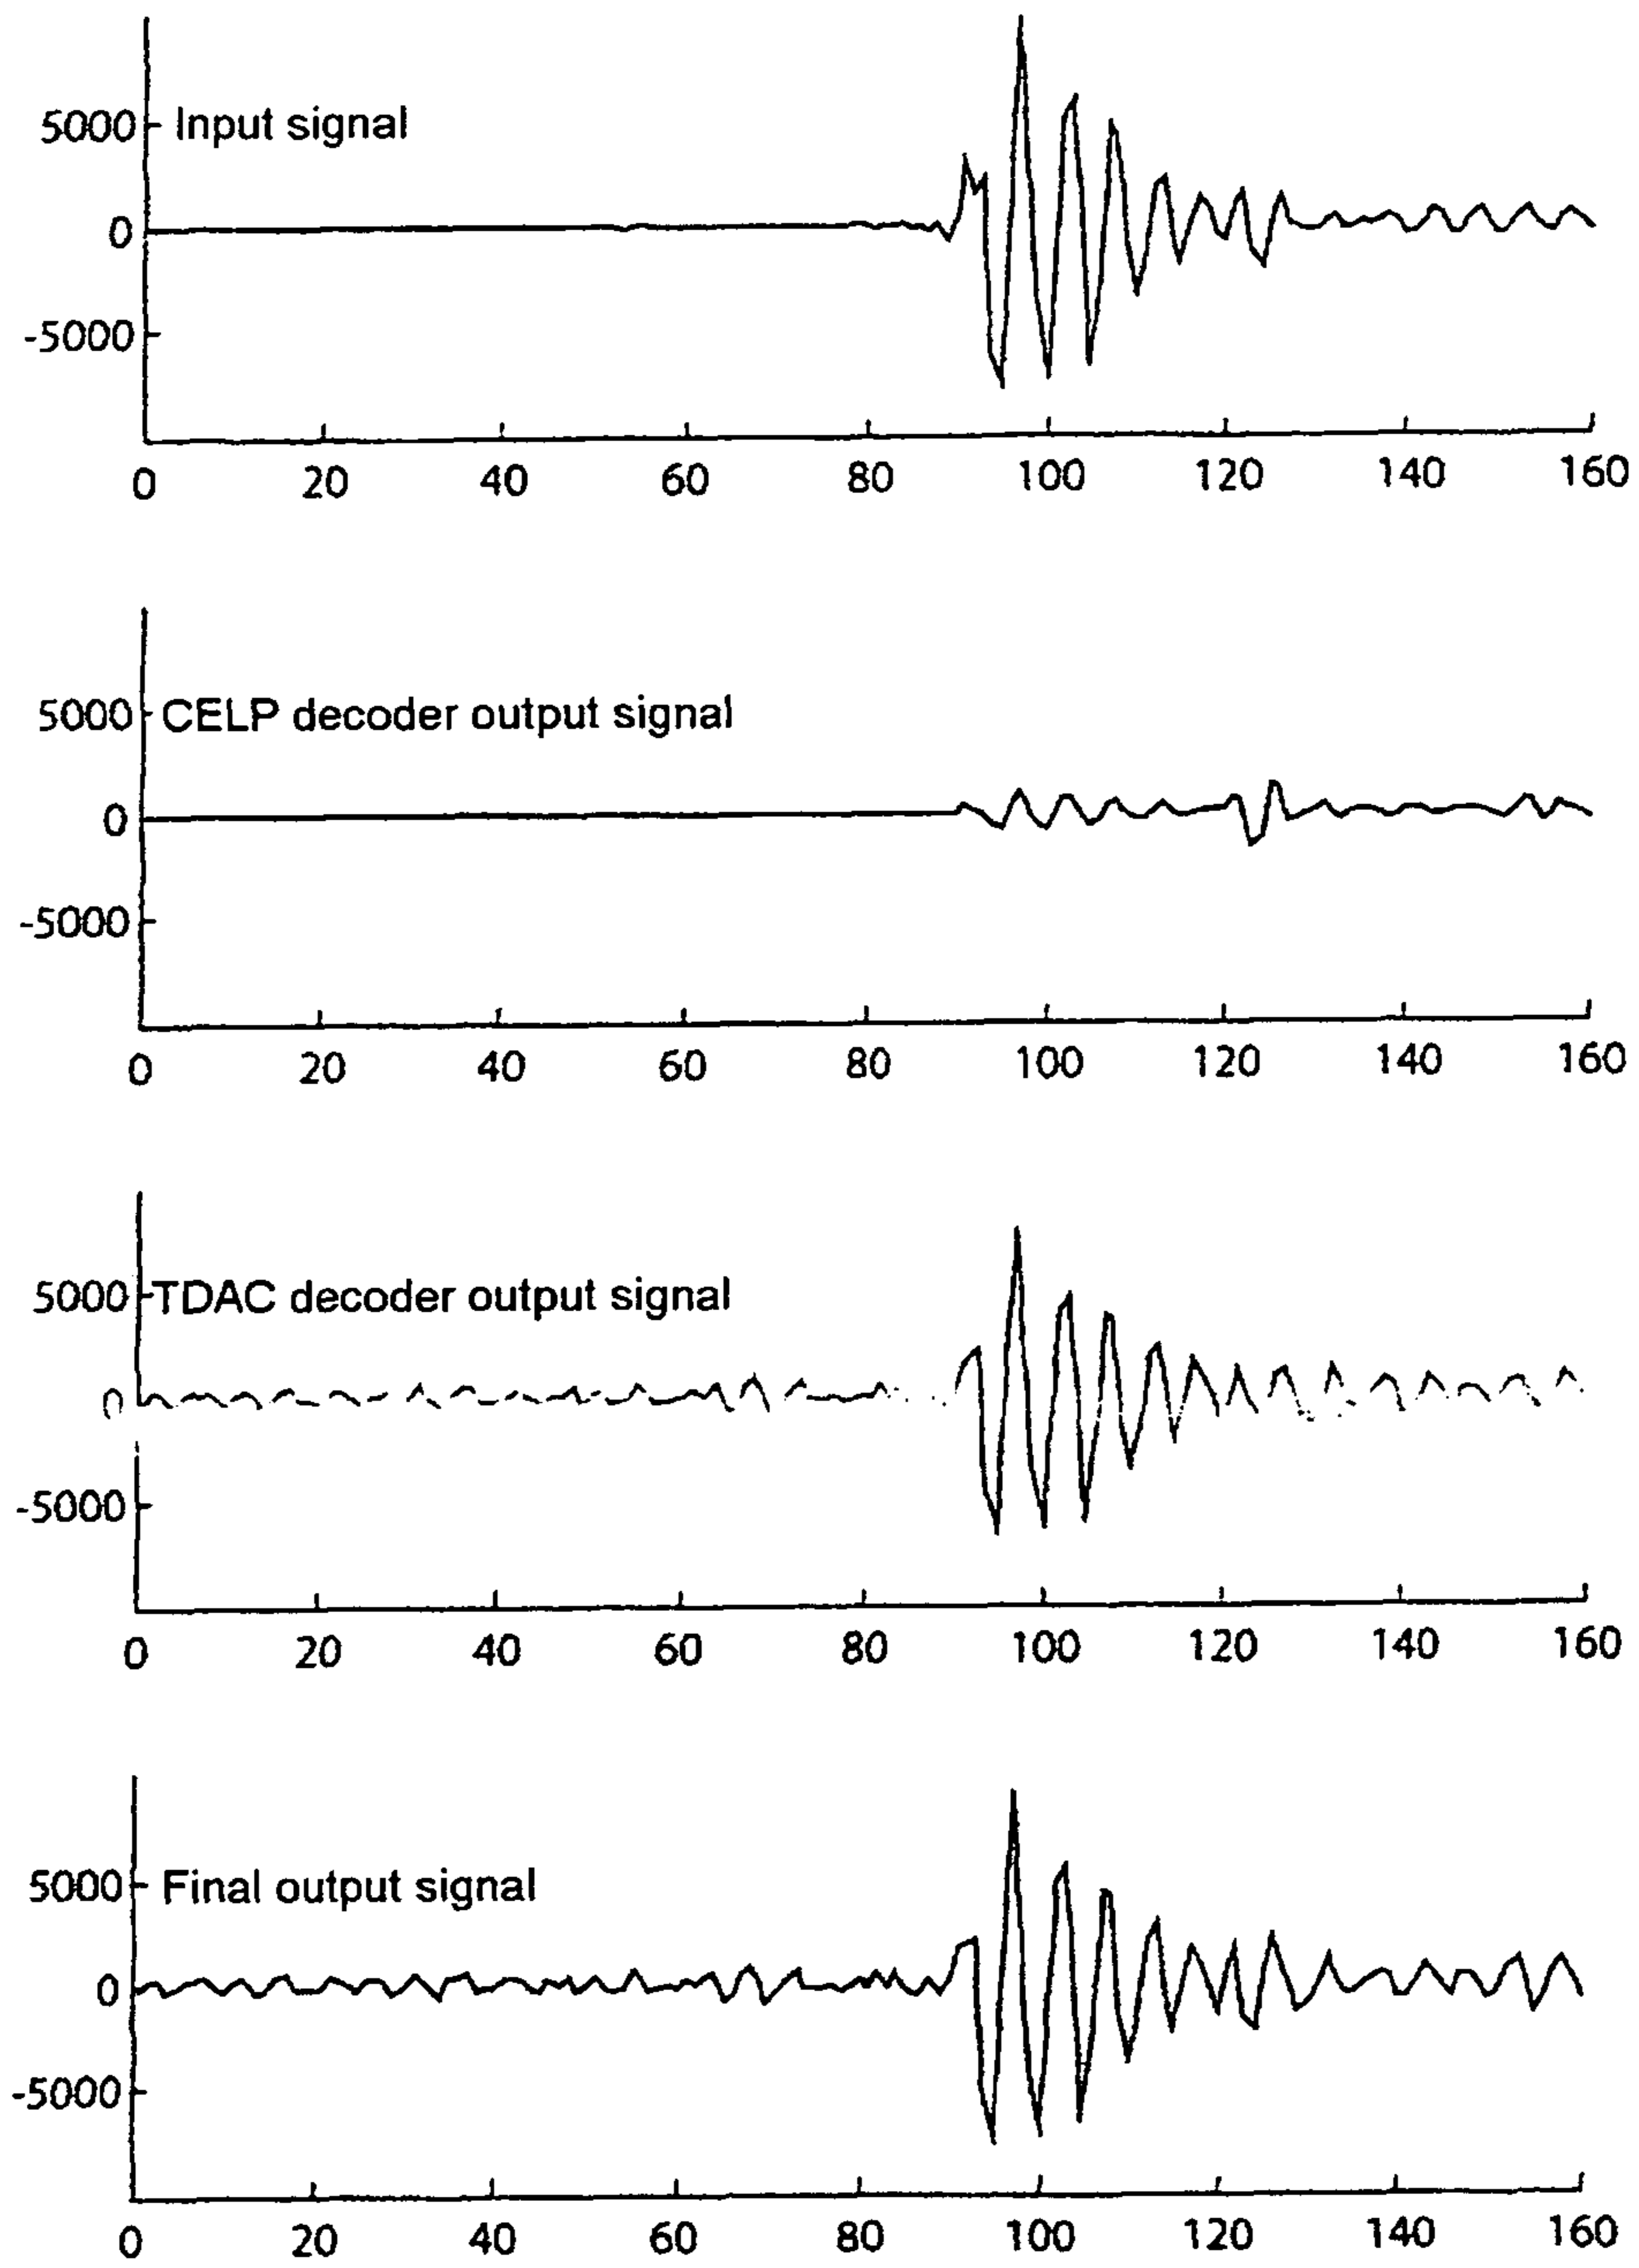 5000 Input signal
0
-5000
0 20 40 60 80 100 120 140 160
5000 CELP decoder output signal
0
-5000
0 20 40 60 80 100 120 140 160
5000 TDAC decoder output signal
0
-5000
0 20 40 60 80 100 120 140 160
5000 Final output signal
0
-5000
0 20 40 60 80 100 120 140 160